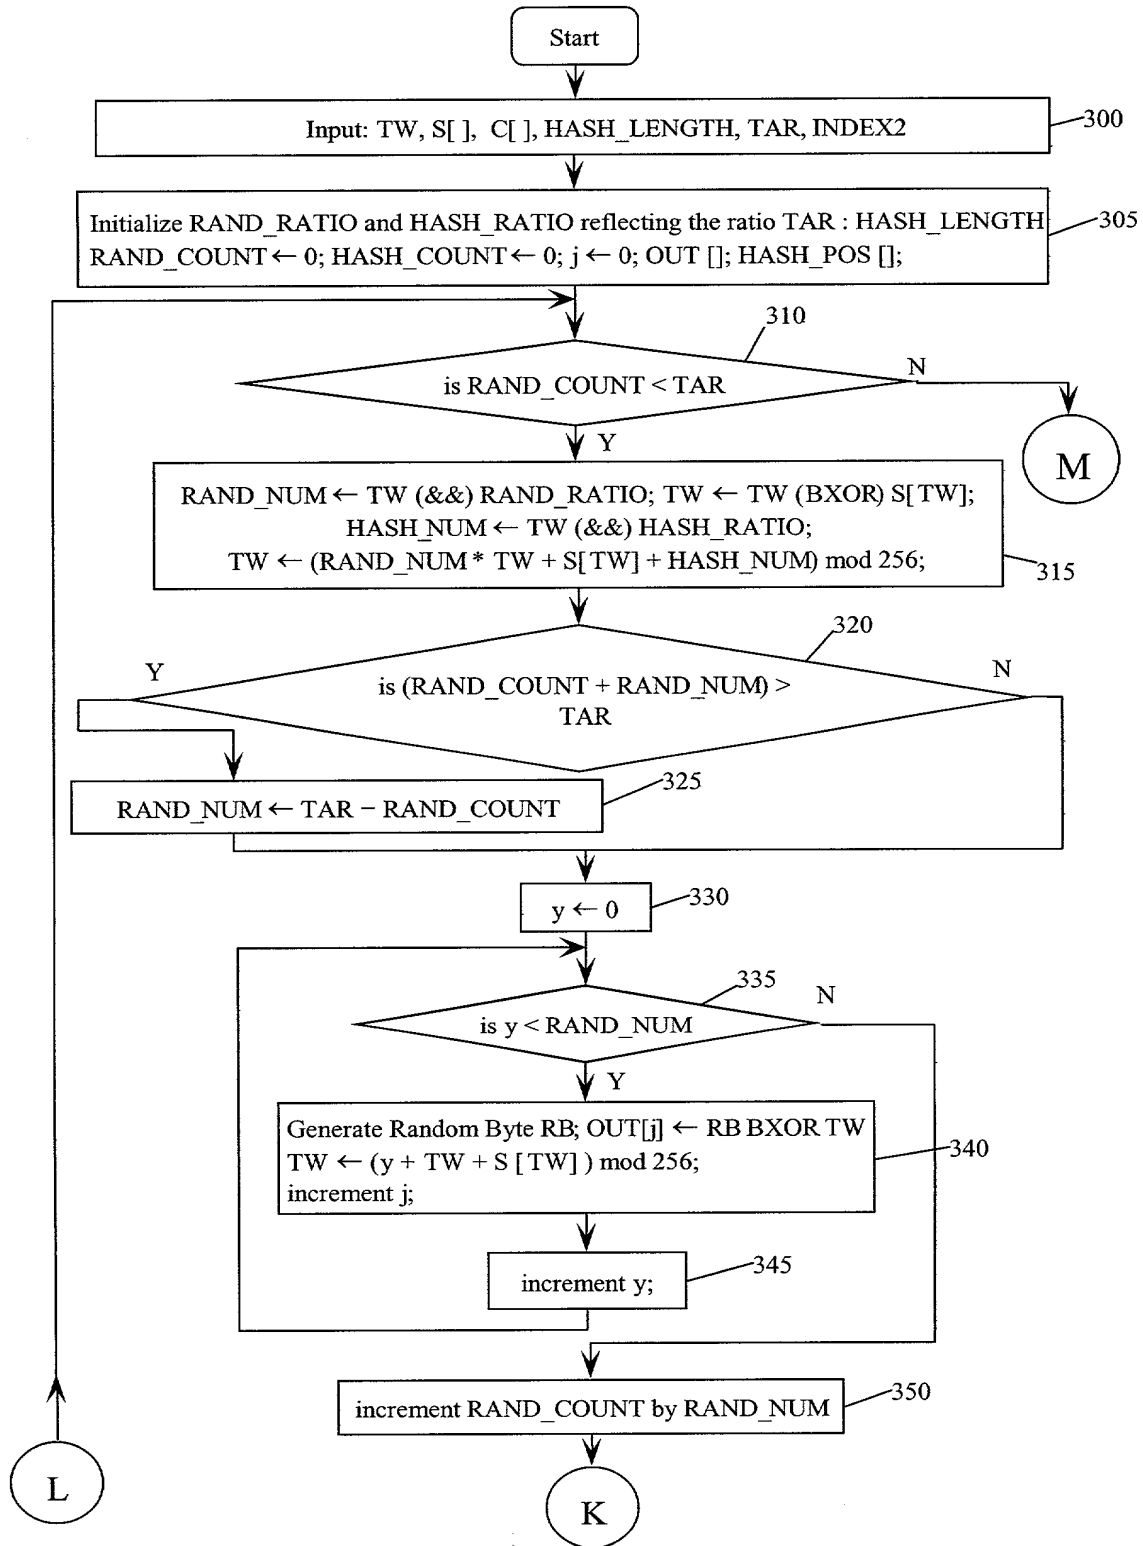 Start
Input: TW, S[ ], C[ ], HASH_LENGTH, TAR, INDEX2
300
Initialize RAND_RATIO and HASH_RATIO reflecting the ratio TAR : HASH_LENGTH
RAND_COUNT ← 0; HASH_COUNT ← 0; j ← 0; OUT []; HASH_POS [];
305
310
is RAND_COUNT < TAR
N
Y
M
RAND_NUM ← TW (&&) RAND_RATIO; TW ← TW (BXOR) S[TW];
HASH_NUM ← TW (&&) HASH_RATIO;
TW ← (RAND_NUM * TW + S[TW] + HASH_NUM) mod 256;
315
320
Y
N
is (RAND_COUNT + RAND_NUM) >
TAR
325
RAND_NUM ← TAR − RAND_COUNT
y ← 0
330
335
N
is y < RAND_NUM
Y
Generate Random Byte RB; OUT[j] ← RB BXOR TW
TW ← (y + TW + S [TW] ) mod 256;
increment j;
340
increment y;
345
increment RAND_COUNT by RAND_NUM
350
L
K